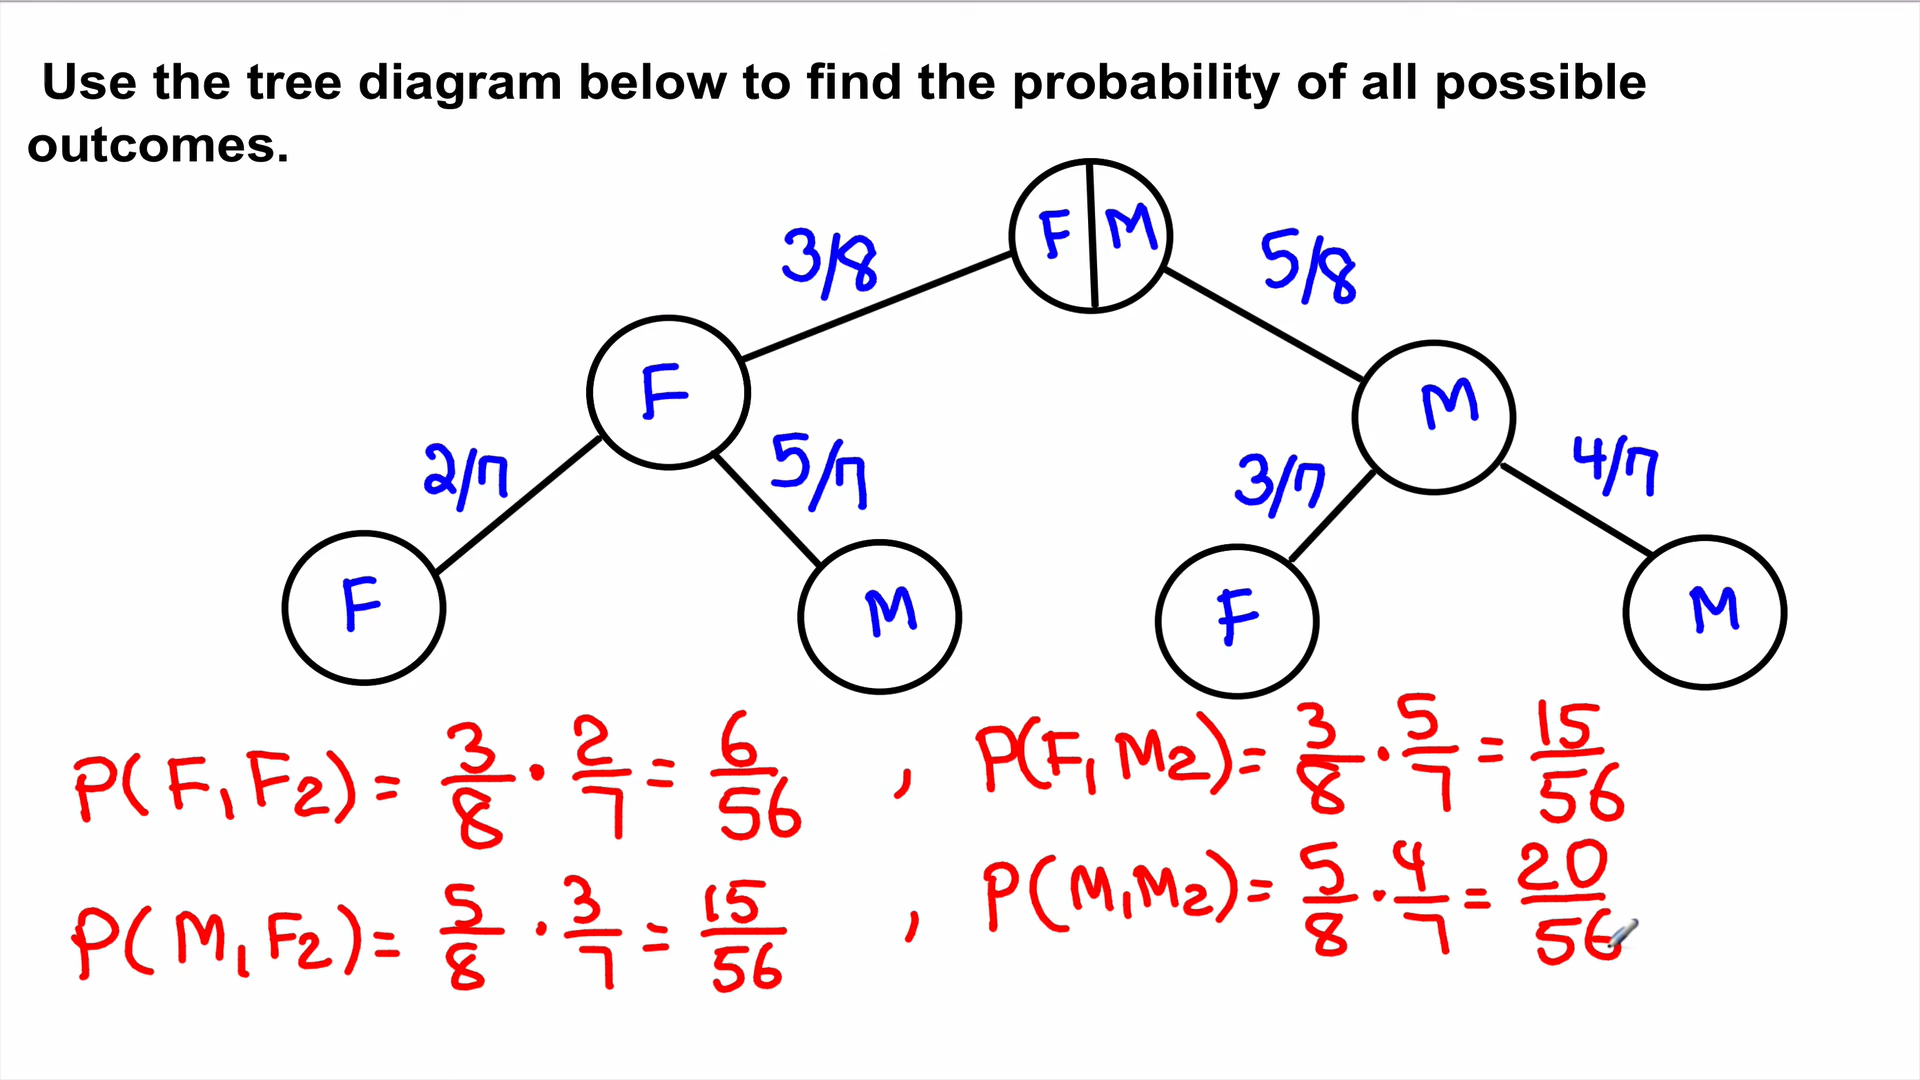 Use the tree diagram below to find the probability of all possible
outcomes.
F M
3/8
5/8
F
M
2/7
5/7
3/7
4/7
F
M
F
M
P(F1F2) = 3/8 · 2/7 = 6/56 , P(F1M2) = 3/8 · 5/7 = 15/56
P(M1F2) = 5/8 · 3/7 = 15/56 , P(M1M2) = 5/8 · 4/7 = 20/56